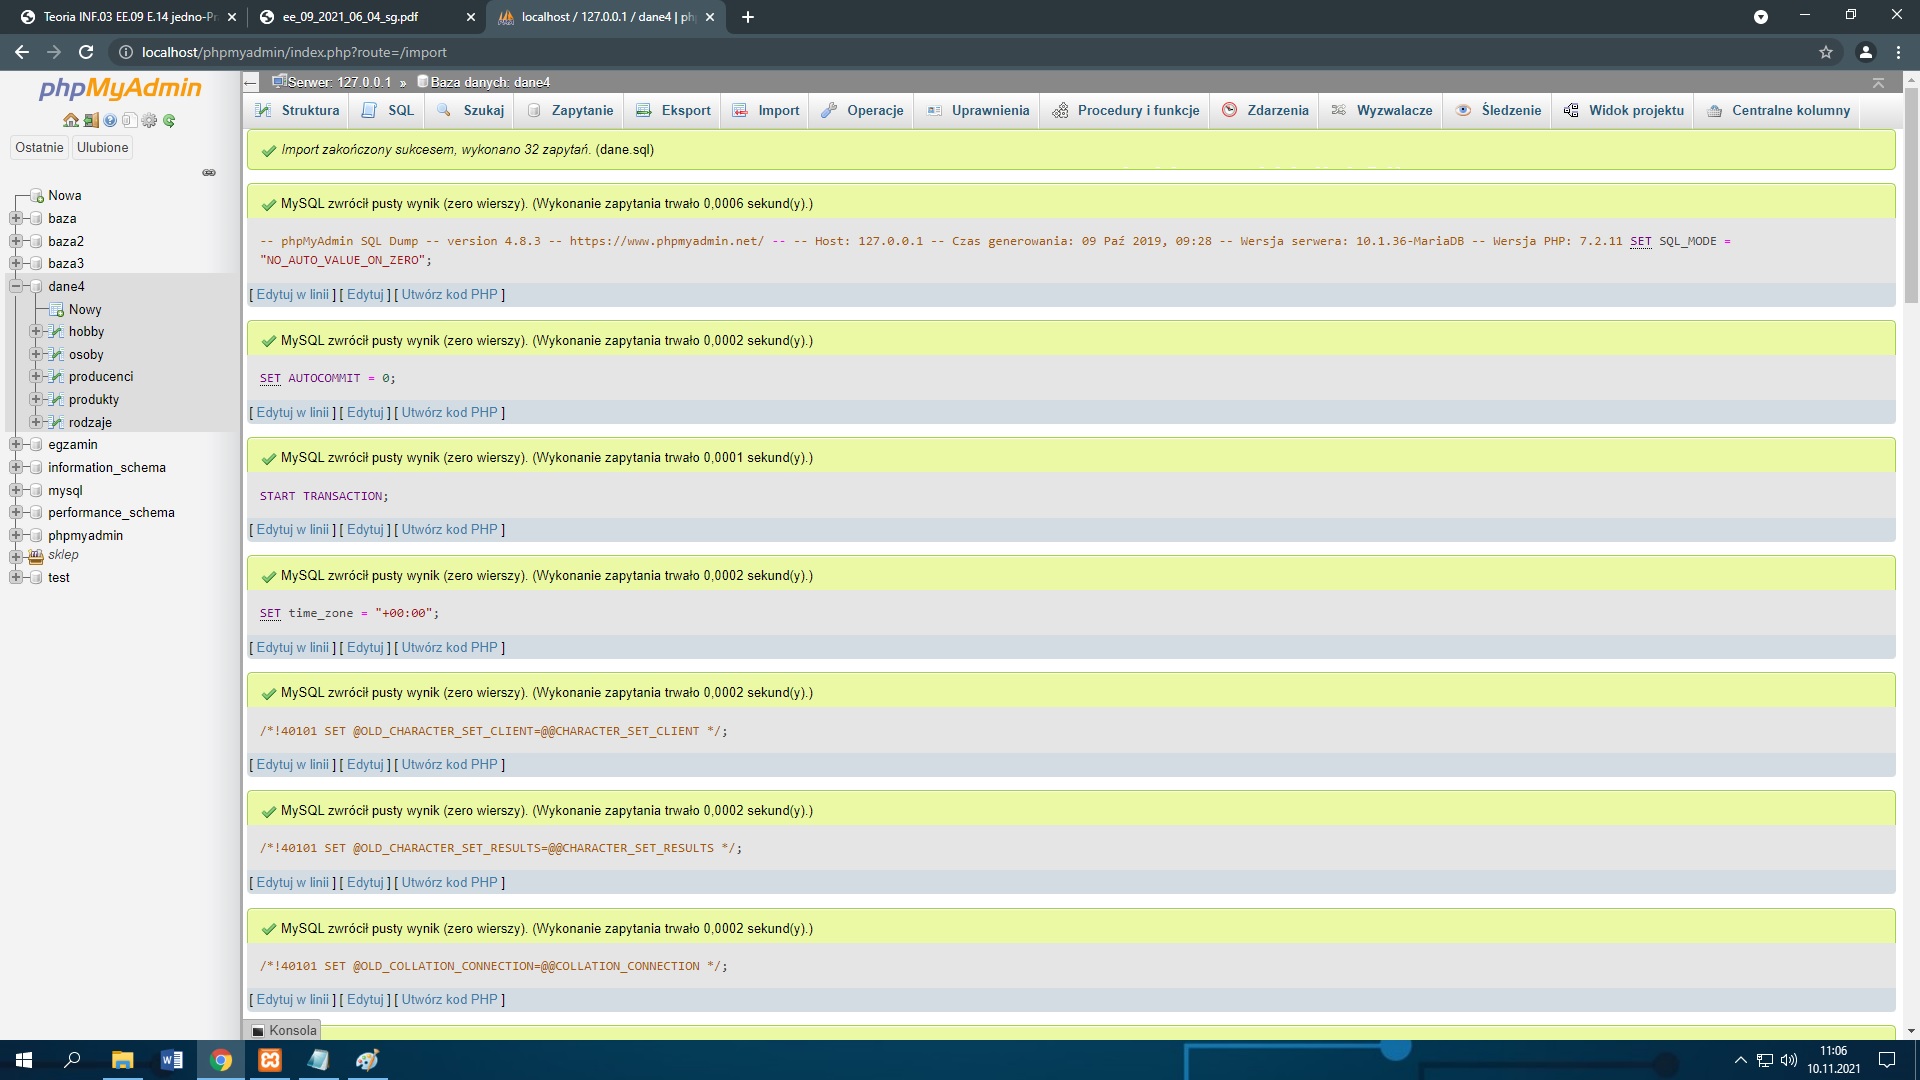 Teoria INF.03 EE.09 E.14 jedno-Pr
ee_09_2021_06_04_sg.pdf
localhost / 127.0.0.1 / dane4 | ph
localhost/phpmyadmin/index.php?route=/import
phpMyAdmin
Ostatnie
Ulubione
Nowa
baza
baza2
baza3
dane4
Nowy
hobby
osoby
producenci
produkty
rodzaje
egzamin
information_schema
mysql
performance_schema
phpmyadmin
sklep
test
Serwer: 127.0.0.1 » Baza danych: dane4
Struktura SQL Szukaj Zapytanie Eksport Import Operacje Uprawnienia Procedury i funkcje Zdarzenia Wyzwalacze Śledzenie Widok projektu Centralne kolumny
Import zakończony sukcesem, wykonano 32 zapytań. (dane.sql)
MySQL zwrócił pusty wynik (zero wierszy). (Wykonanie zapytania trwało 0,0006 sekund(y).)
-- phpMyAdmin SQL Dump -- version 4.8.3 -- https://www.phpmyadmin.net/ -- -- Host: 127.0.0.1 -- Czas generowania: 09 Paź 2019, 09:28 -- Wersja serwera: 10.1.36-MariaDB -- Wersja PHP: 7.2.11 SET SQL_MODE =
"NO_AUTO_VALUE_ON_ZERO";
[ Edytuj w linii ] [ Edytuj ] [ Utwórz kod PHP ]
MySQL zwrócił pusty wynik (zero wierszy). (Wykonanie zapytania trwało 0,0002 sekund(y).)
SET AUTOCOMMIT = 0;
[ Edytuj w linii ] [ Edytuj ] [ Utwórz kod PHP ]
MySQL zwrócił pusty wynik (zero wierszy). (Wykonanie zapytania trwało 0,0001 sekund(y).)
START TRANSACTION;
[ Edytuj w linii ] [ Edytuj ] [ Utwórz kod PHP ]
MySQL zwrócił pusty wynik (zero wierszy). (Wykonanie zapytania trwało 0,0002 sekund(y).)
SET time_zone = "+00:00";
[ Edytuj w linii ] [ Edytuj ] [ Utwórz kod PHP ]
MySQL zwrócił pusty wynik (zero wierszy). (Wykonanie zapytania trwało 0,0002 sekund(y).)
/*!40101 SET @OLD_CHARACTER_SET_CLIENT=@@CHARACTER_SET_CLIENT */;
[ Edytuj w linii ] [ Edytuj ] [ Utwórz kod PHP ]
MySQL zwrócił pusty wynik (zero wierszy). (Wykonanie zapytania trwało 0,0002 sekund(y).)
/*!40101 SET @OLD_CHARACTER_SET_RESULTS=@@CHARACTER_SET_RESULTS */;
[ Edytuj w linii ] [ Edytuj ] [ Utwórz kod PHP ]
MySQL zwrócił pusty wynik (zero wierszy). (Wykonanie zapytania trwało 0,0002 sekund(y).)
/*!40101 SET @OLD_COLLATION_CONNECTION=@@COLLATION_CONNECTION */;
[ Edytuj w linii ] [ Edytuj ] [ Utwórz kod PHP ]
Konsola
11:06
10.11.2021